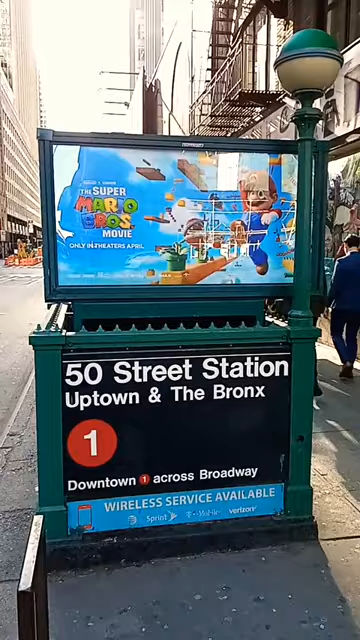 THE SUPER
MARIO
BROS.
MOVIE
ONLY IN THEATERS APRIL
50 Street Station
Uptown & The Bronx
1
Downtown 1 across Broadway
WIRELESS SERVICE AVAILABLE
at&t Sprint T-Mobile verizon